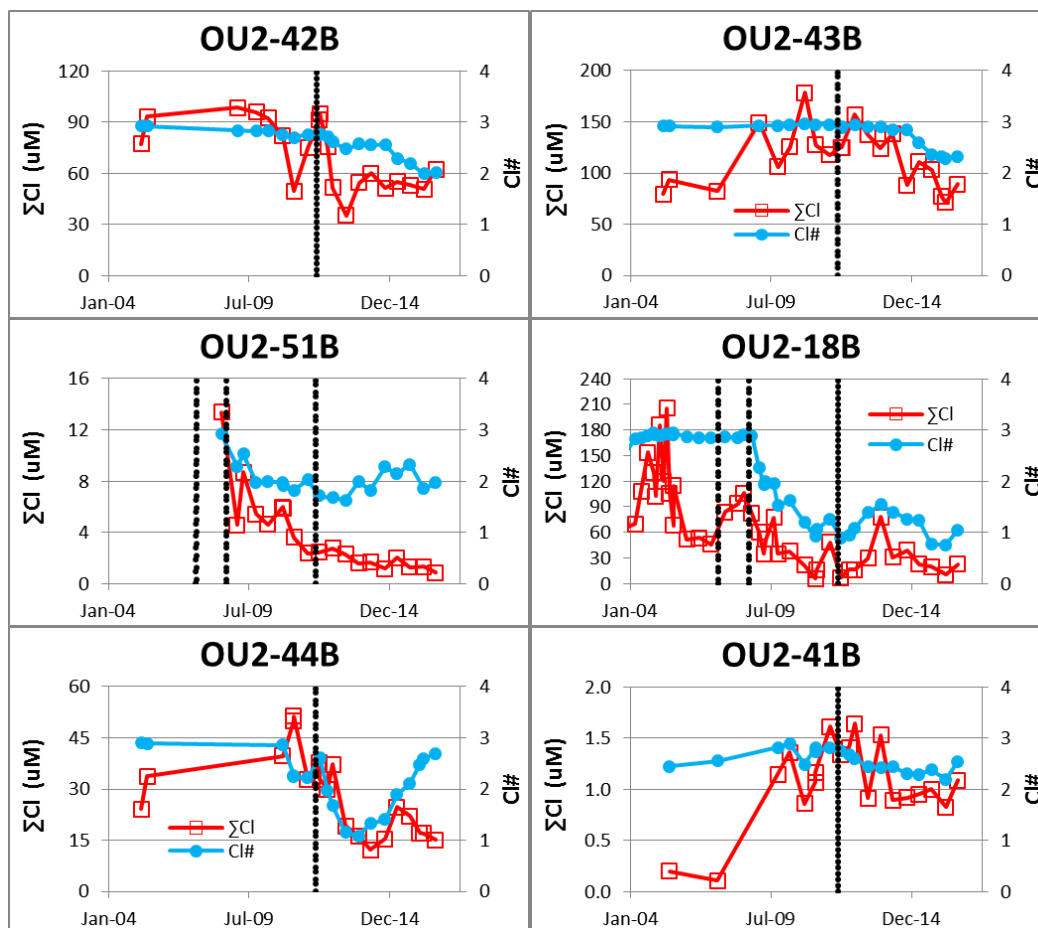 OU2-42B
120
90
60
30
0
4
3
2
1
0
∑Cl (uM)
Cl#
Jan-04 Jul-09 Dec-14
OU2-43B
200
150
100
50
0
4
3
2
1
0
∑Cl (uM)
Cl#
∑Cl
Cl#
Jan-04 Jul-09 Dec-14
OU2-51B
16
12
8
4
0
4
3
2
1
0
∑Cl (uM)
Cl#
Jan-04 Jul-09 Dec-14
OU2-18B
240
210
180
150
120
90
60
30
0
4
3
2
1
0
∑Cl (uM)
Cl#
∑Cl
Cl#
Jan-04 Jul-09 Dec-14
OU2-44B
60
45
30
15
0
4
3
2
1
0
∑Cl (uM)
Cl#
∑Cl
Cl#
Jan-04 Jul-09 Dec-14
OU2-41B
2.0
1.5
1.0
0.5
0.0
4
3
2
1
0
∑Cl (uM)
Cl#
Jan-04 Jul-09 Dec-14